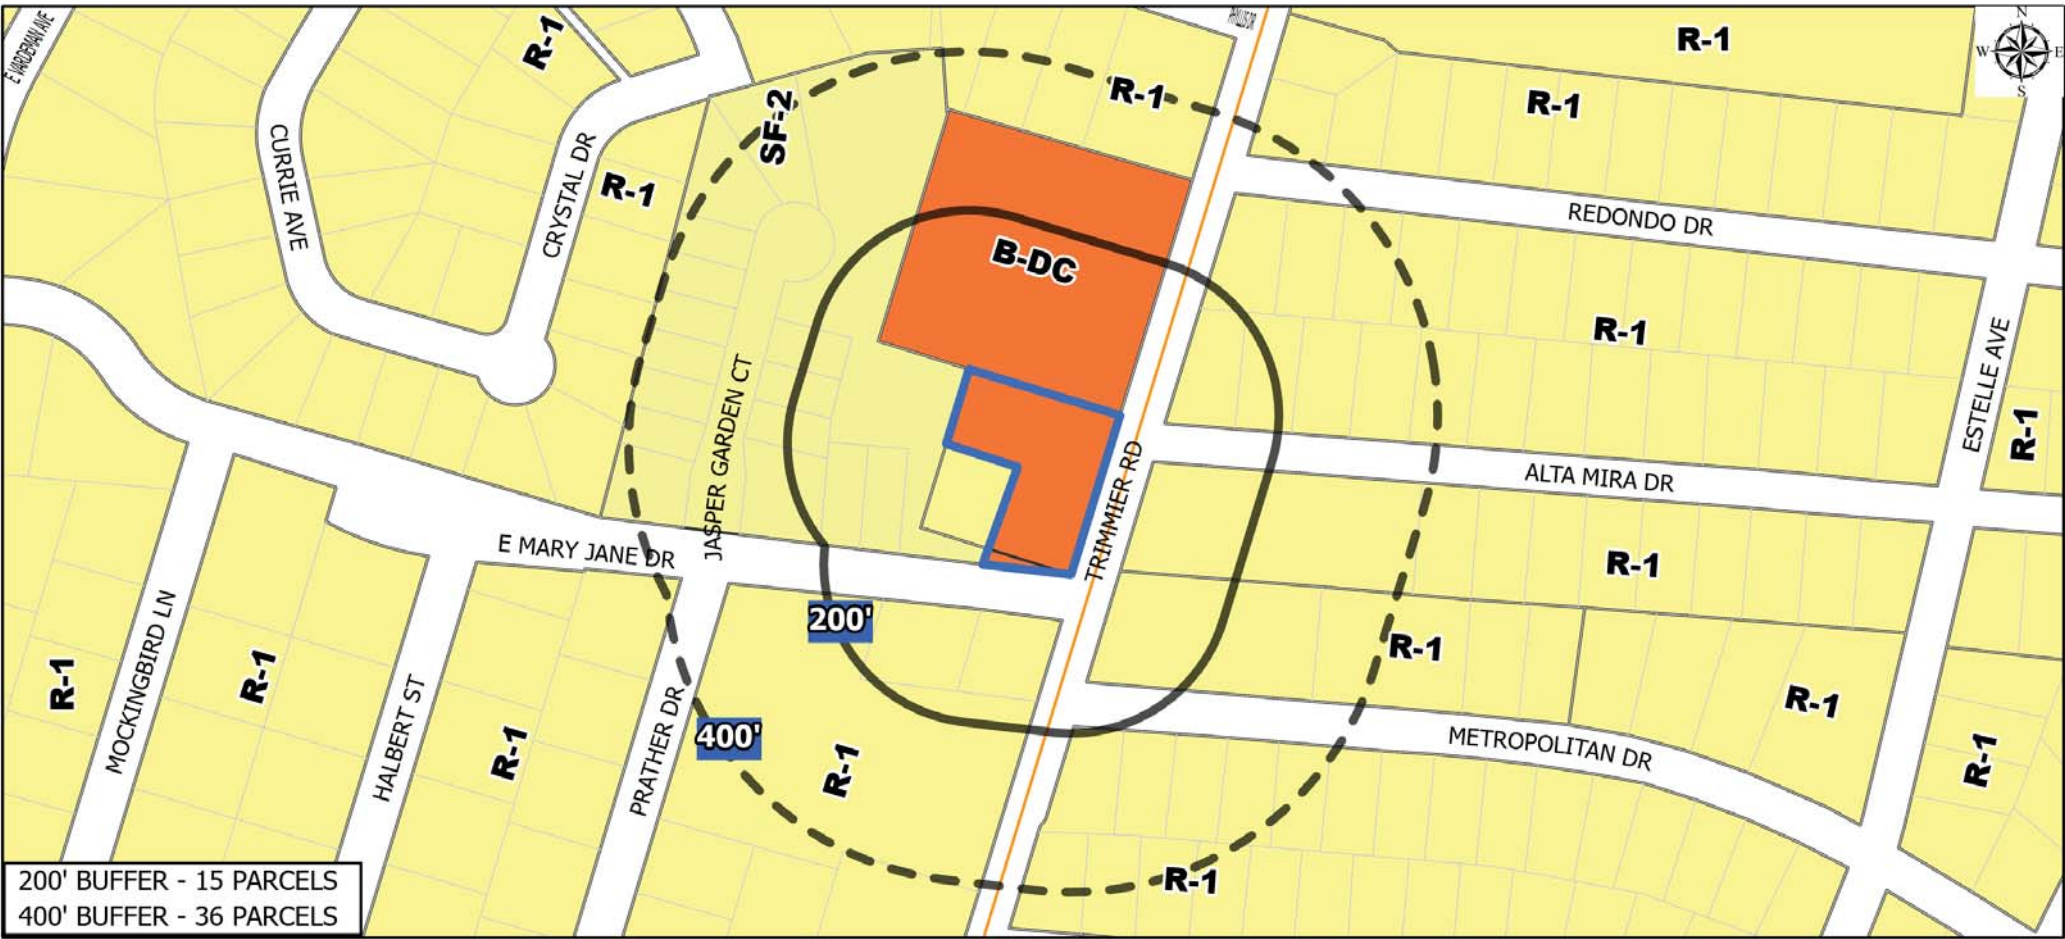 E VARDEMAN AVE
R-1
PHYLLIS DR
R-1
N
W
E
S
SF-2
R-1
R-1
CURRIE AVE
CRYSTAL DR
R-1
REDONDO DR
B-DC
R-1
ESTELLE AVE
JASPER GARDEN CT
R-1
TRIMMIER RD
ALTA MIRA DR
E MARY JANE DR
R-1
200'
R-1
MOCKINGBIRD LN
R-1
R-1
HALBERT ST
R-1
PRATHER DR
400'
R-1
R-1
METROPOLITAN DR
R-1
R-1
200' BUFFER - 15 PARCELS
400' BUFFER - 36 PARCELS